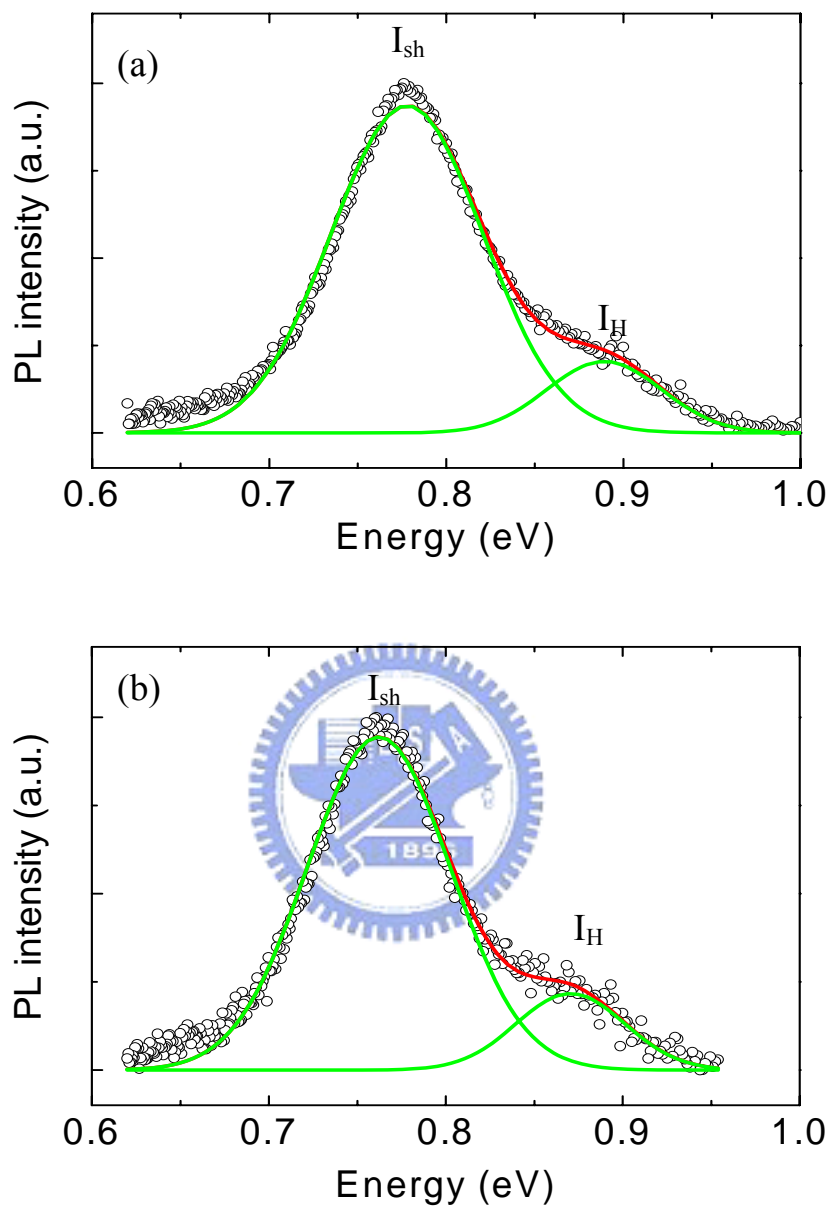 (a)
I_sh
I_H
PL intensity (a.u.)
0.6 0.7 0.8 0.9 1.0
Energy (eV)
(b)
I_sh
I_H
PL intensity (a.u.)
1896
0.6 0.7 0.8 0.9 1.0
Energy (eV)